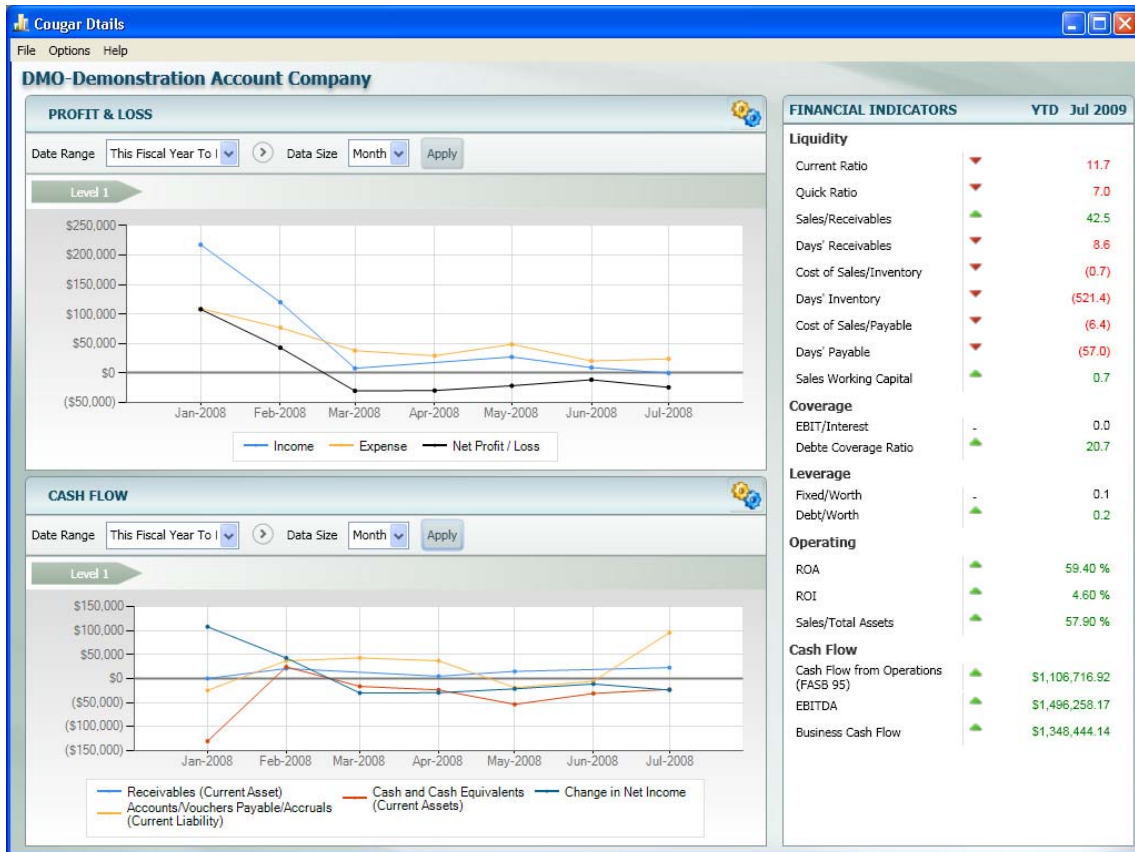 Cougar Dtails
File Options Help
DMO-Demonstration Account Company
PROFIT & LOSS
Date Range This Fiscal Year To Data Size Month Apply
Level 1
$250,000
$200,000
$150,000
$100,000
$50,000
$0
($50,000)
Jan-2008 Feb-2008 Mar-2008 Apr-2008 May-2008 Jun-2008 Jul-2008
Income Expense Net Profit / Loss
CASH FLOW
Date Range This Fiscal Year To Data Size Month Apply
Level 1
$150,000
$100,000
$50,000
$0
($50,000)
($100,000)
($150,000)
Jan-2008 Feb-2008 Mar-2008 Apr-2008 May-2008 Jun-2008 Jul-2008
Receivables (Current Asset)
Accounts/Vouchers Payable/Accruals
(Current Liability)
Cash and Cash Equivalents
(Current Assets)
Change in Net Income
FINANCIAL INDICATORS YTD Jul 2009
Liquidity
Current Ratio 11.7
Quick Ratio 7.0
Sales/Receivables 42.5
Days' Receivables 8.6
Cost of Sales/Inventory (0.7)
Days' Inventory (521.4)
Cost of Sales/Payable (6.4)
Days' Payable (57.0)
Sales Working Capital 0.7
Coverage
EBIT/Interest - 0.0
Debte Coverage Ratio 20.7
Leverage
Fixed/Worth - 0.1
Debt/Worth 0.2
Operating
ROA 59.40 %
ROI 4.60 %
Sales/Total Assets 57.90 %
Cash Flow
Cash Flow from Operations
(FASB 95) $1,106,716.92
EBITDA $1,496,258.17
Business Cash Flow $1,348,444.14